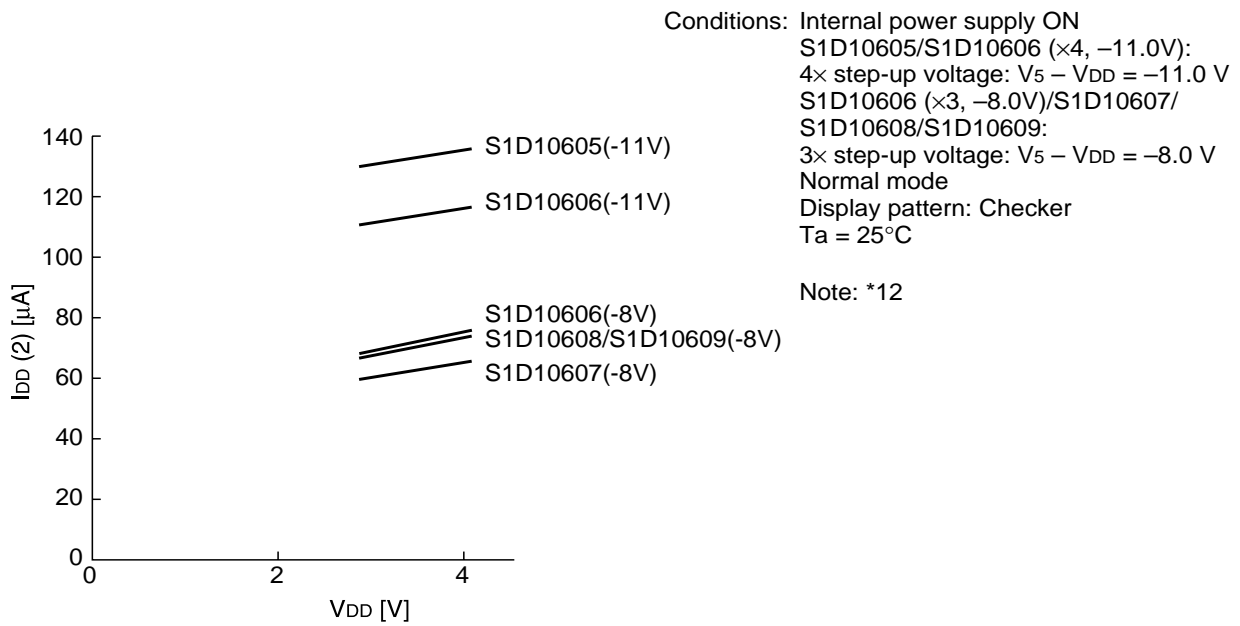 Conditions: Internal power supply ON
S1D10605/S1D10606 (×4, –11.0V):
4× step-up voltage: V5 – VDD = –11.0 V
S1D10606 (×3, –8.0V)/S1D10607/
S1D10608/S1D10609:
3× step-up voltage: V5 – VDD = –8.0 V
Normal mode
Display pattern: Checker
Ta = 25°C
Note: *12
IDD (2) [µA]
140
120
100
80
60
40
20
0
S1D10605(-11V)
S1D10606(-11V)
S1D10606(-8V)
S1D10608/S1D10609(-8V)
S1D10607(-8V)
0 2 4
VDD [V]